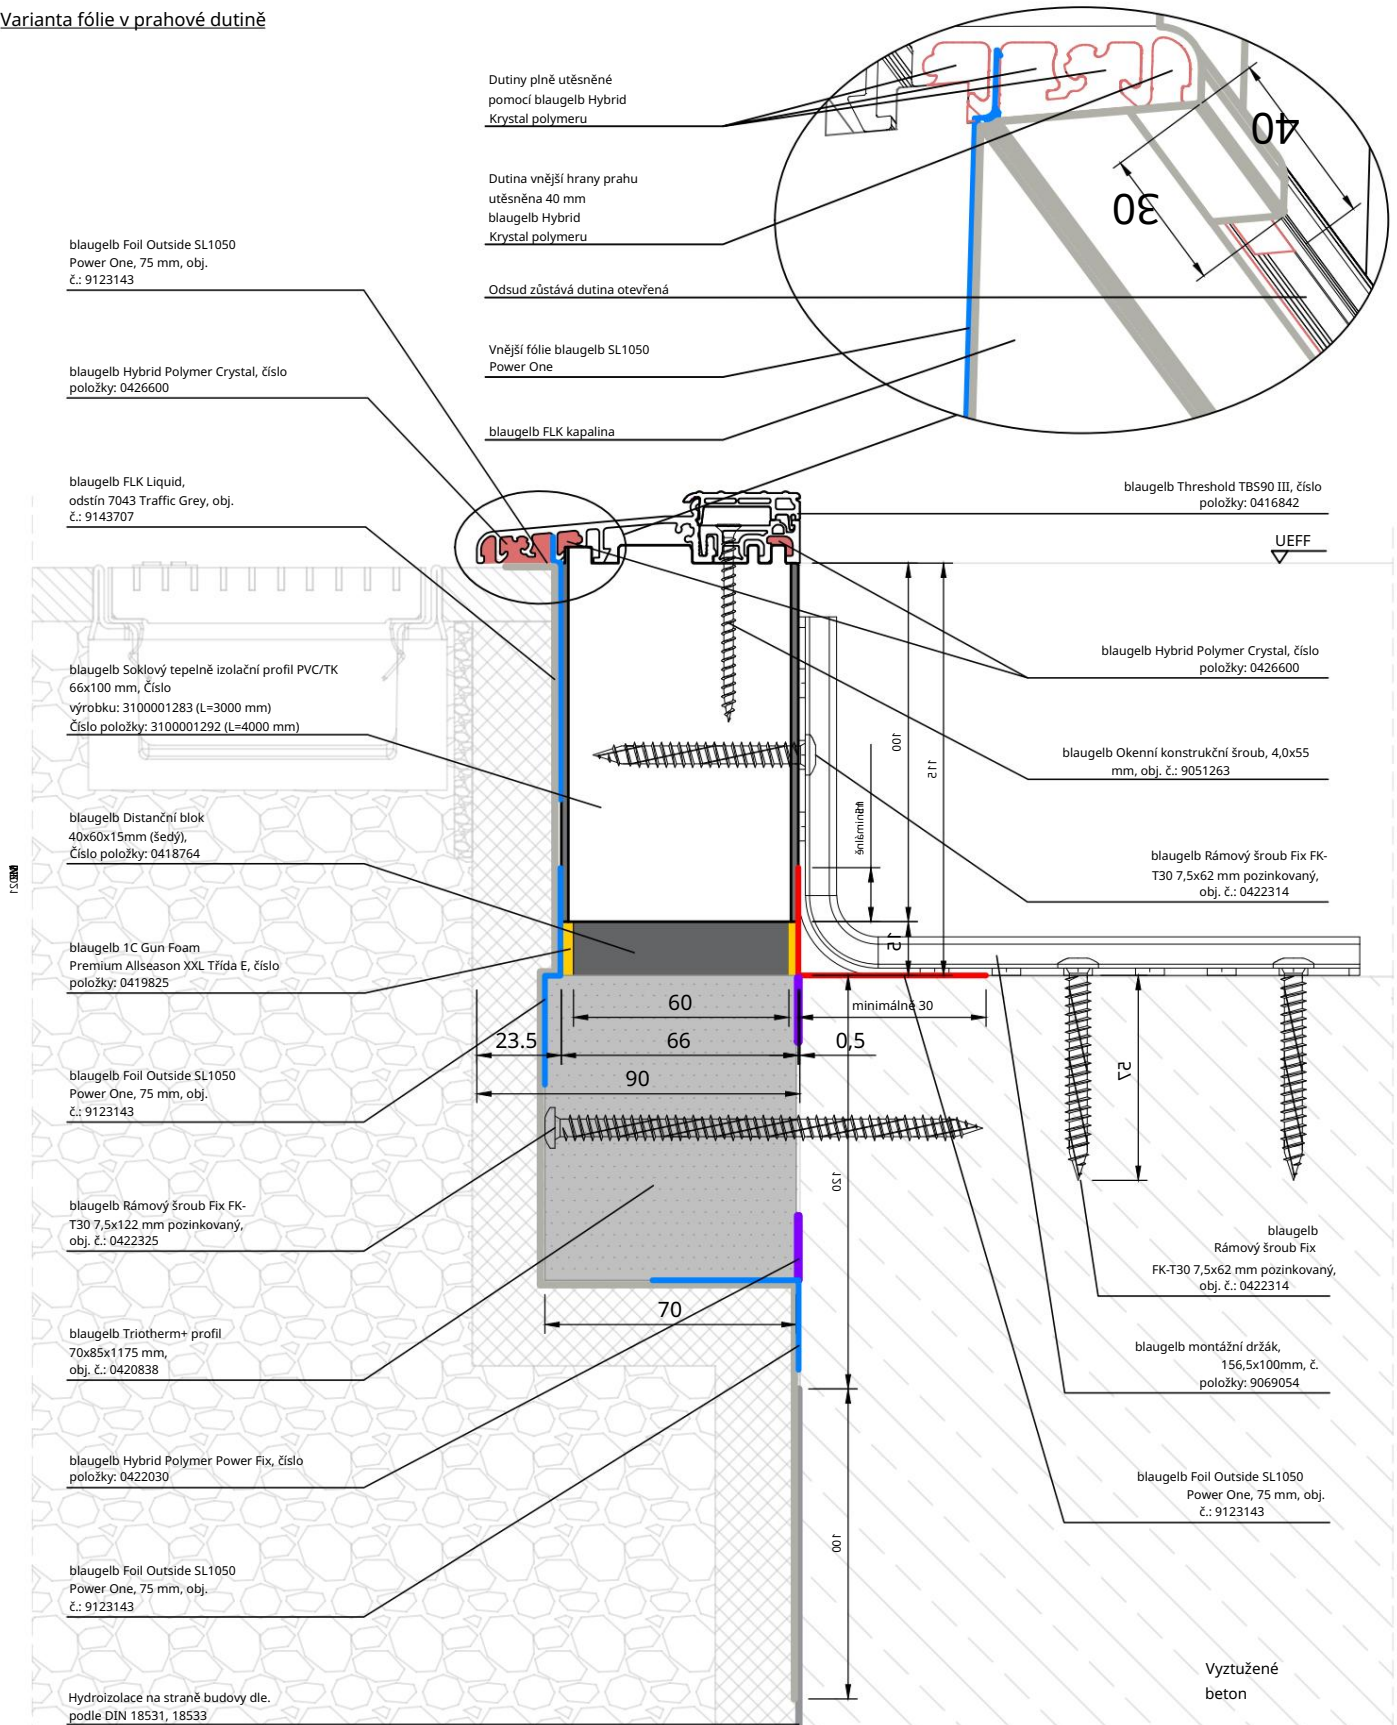 Varianta fólie v prahové dutině
Dutiny plně utěsněné
pomocí blaugelb Hybrid
Krystal polymeru
Dutina vnější hrany prahu
utěsněna 40 mm
blaugelb Hybrid
Krystal polymeru
Odsud zůstává dutina otevřená
Vnější fólie blaugelb SL1050
Power One
blaugelb FLK kapalina
40
30
blaugelb Foil Outside SL1050
Power One, 75 mm, obj.
č.: 9123143
blaugelb Hybrid Polymer Crystal, číslo
položky: 0426600
blaugelb FLK Liquid,
odstín 7043 Traffic Grey, obj.
č.: 9143707
blaugelb Soklový tepelně izolační profil PVC/TK
66x100 mm, Číslo
výrobku: 3100001283 (L=3000 mm)
Číslo položky: 3100001292 (L=4000 mm)
blaugelb Distanční blok
40x60x15mm (šedý),
Číslo položky: 0418764
blaugelb 1C Gun Foam
Premium Allseason XXL Třída E, číslo
položky: 0419825
blaugelb Foil Outside SL1050
Power One, 75 mm, obj.
č.: 9123143
blaugelb Rámový šroub Fix FK-
T30 7,5x122 mm pozinkovaný,
obj. č.: 0422325
blaugelb Triotherm+ profil
70x85x1175 mm,
obj. č.: 0420838
blaugelb Hybrid Polymer Power Fix, číslo
položky: 0422030
blaugelb Foil Outside SL1050
Power One, 75 mm, obj.
č.: 9123143
Hydroizolace na straně budovy dle.
podle DIN 18531, 18533
blaugelb Threshold TBS90 III, číslo
položky: 0416842
UEFF
blaugelb Hybrid Polymer Crystal, číslo
položky: 0426600
blaugelb Okenní konstrukční šroub, 4,0x55
mm, obj. č.: 9051263
blaugelb Rámový šroub Fix FK-
T30 7,5x62 mm pozinkovaný,
obj. č.: 0422314
blaugelb
Rámový šroub Fix
FK-T30 7,5x62 mm pozinkovaný,
obj. č.: 0422314
blaugelb montážní držák,
156,5x100mm, č.
položky: 9069054
blaugelb Foil Outside SL1050
Power One, 75 mm, obj.
č.: 9123143
Vyztužené
beton
100
115
15
minimálně 30
60
23.5
66
0,5
90
57
120
70
100